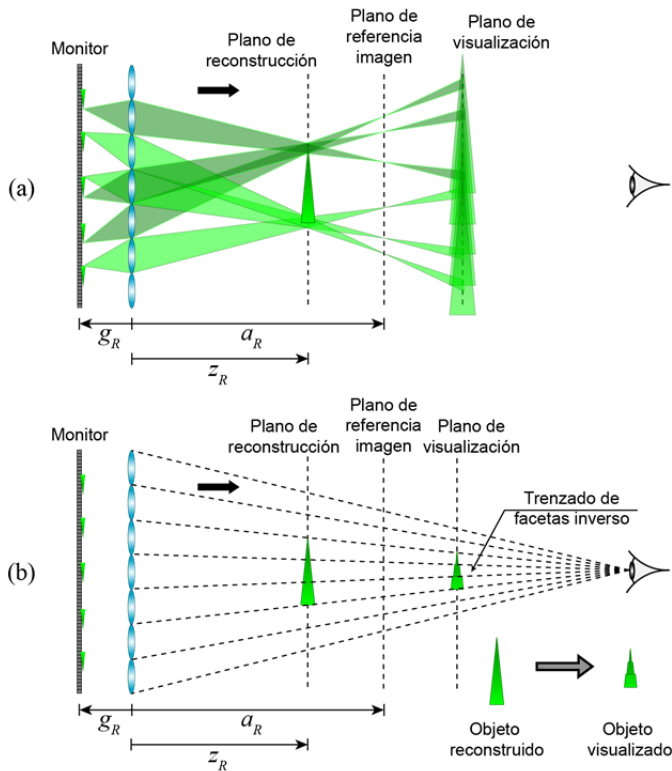 Monitor
Plano de
reconstrucción
Plano de
referencia
imagen
Plano de
visualización
(a)
g_R
a_R
z_R
Monitor
Plano de
reconstrucción
Plano de
referencia
imagen
Plano de
visualización
Trenzado de
facetas inverso
(b)
g_R
a_R
z_R
Objeto
reconstruido
Objeto
visualizado